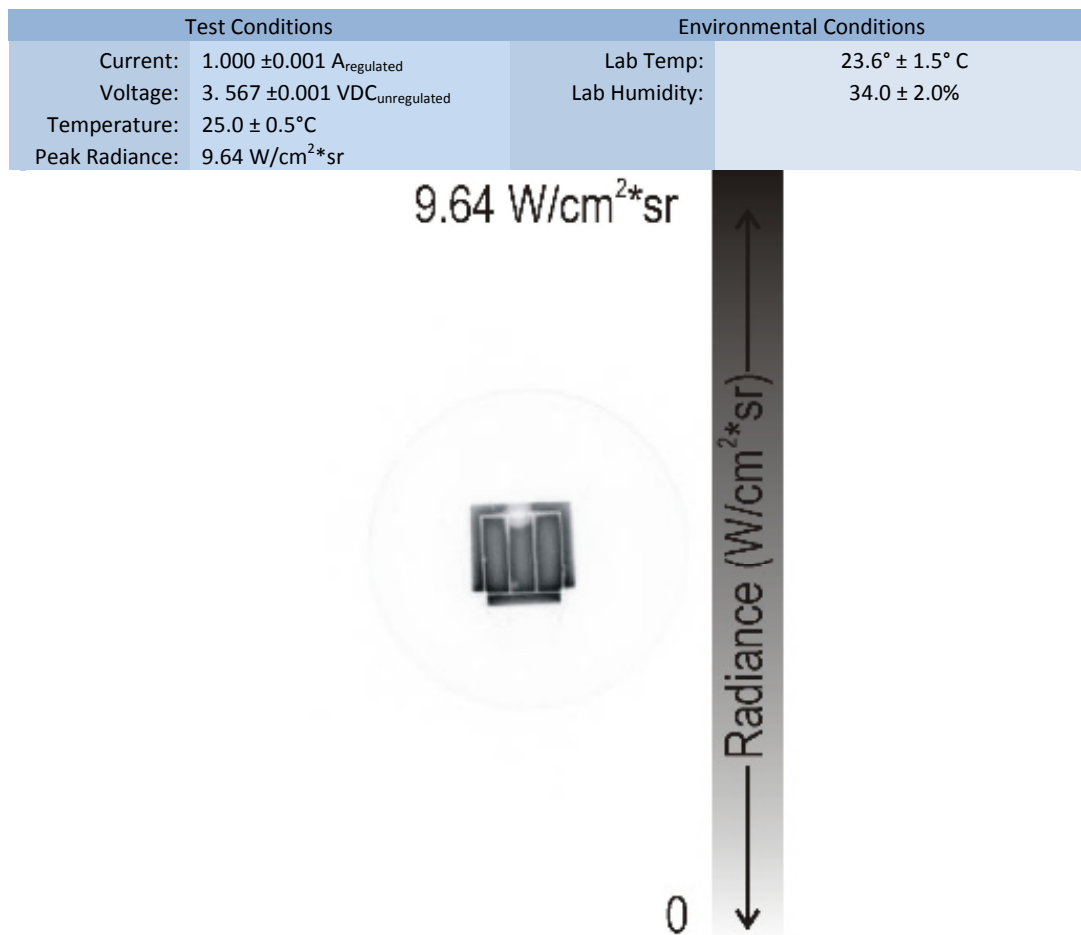 Test Conditions Environmental Conditions
Current: 1.000 ±0.001 Aregulated Lab Temp: 23.6° ± 1.5° C
Voltage: 3. 567 ±0.001 VDCunregulated Lab Humidity: 34.0 ± 2.0%
Temperature: 25.0 ± 0.5°C
Peak Radiance: 9.64 W/cm²*sr
9.64 W/cm²*sr
Radiance (W/cm²*sr)
0